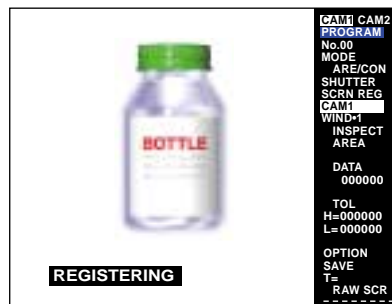 BOTTLE
REGISTERING
CAM1 CAM2
PROGRAM
No.00
MODE
ARE/CON
SHUTTER
SCRN REG
CAM1
WIND•1
INSPECT
AREA
DATA
000000
TOL
H=000000
L=000000
OPTION
SAVE
T=
RAW SCR